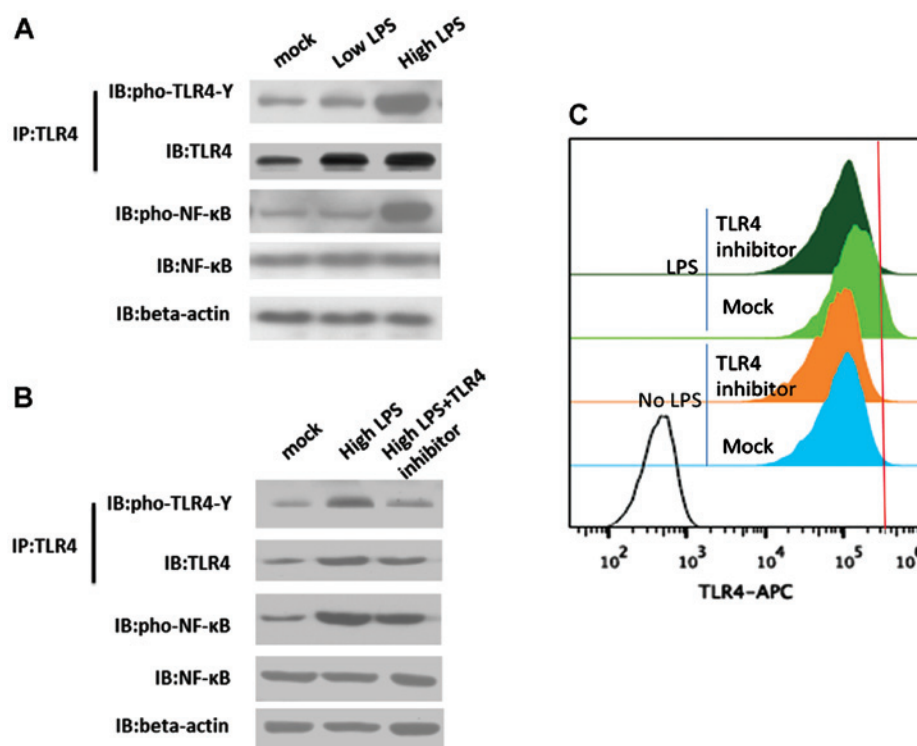 A
mock
Low LPS
High LPS
IP:TLR4
IB:pho-TLR4-Y
IB:TLR4
IB:pho-NF-κB
IB:NF-κB
IB:beta-actin
B
mock
High LPS
High LPS+TLR4
inhibitor
IP:TLR4
IB:pho-TLR4-Y
IB:TLR4
IB:pho-NF-κB
IB:NF-κB
IB:beta-actin
C
LPS
TLR4
inhibitor
Mock
No LPS
TLR4
inhibitor
Mock
10² 10³ 10⁴ 10⁵ 10⁶
TLR4-APC